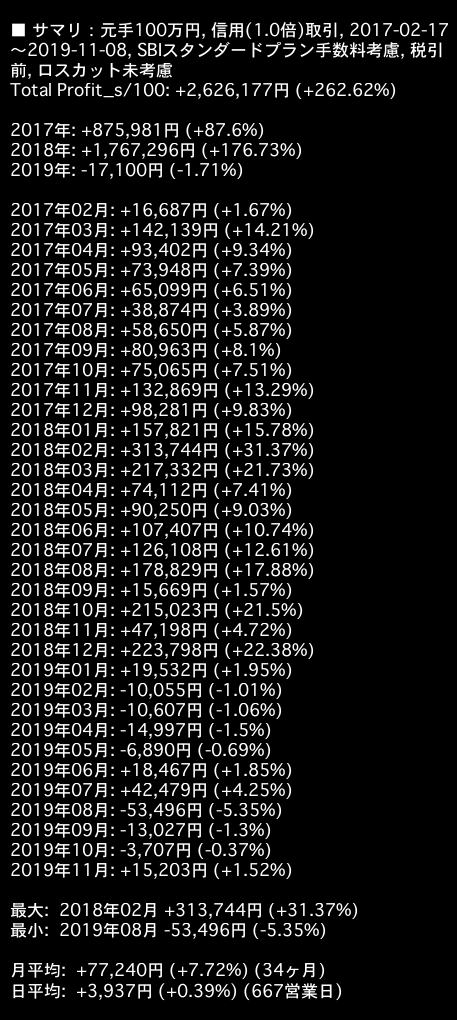 ■ サマリ：元手100万円, 信用(1.0倍)取引, 2017-02-17
～2019-11-08, SBIスタンダードプラン手数料考慮, 税引
前, ロスカット未考慮
Total Profit_s/100: +2,626,177円 (+262.62%)
2017年: +875,981円 (+87.6%)
2018年: +1,767,296円 (+176.73%)
2019年: -17,100円 (-1.71%)
2017年02月: +16,687円 (+1.67%)
2017年03月: +142,139円 (+14.21%)
2017年04月: +93,402円 (+9.34%)
2017年05月: +73,948円 (+7.39%)
2017年06月: +65,099円 (+6.51%)
2017年07月: +38,874円 (+3.89%)
2017年08月: +58,650円 (+5.87%)
2017年09月: +80,963円 (+8.1%)
2017年10月: +75,065円 (+7.51%)
2017年11月: +132,869円 (+13.29%)
2017年12月: +98,281円 (+9.83%)
2018年01月: +157,821円 (+15.78%)
2018年02月: +313,744円 (+31.37%)
2018年03月: +217,332円 (+21.73%)
2018年04月: +74,112円 (+7.41%)
2018年05月: +90,250円 (+9.03%)
2018年06月: +107,407円 (+10.74%)
2018年07月: +126,108円 (+12.61%)
2018年08月: +178,829円 (+17.88%)
2018年09月: +15,669円 (+1.57%)
2018年10月: +215,023円 (+21.5%)
2018年11月: +47,198円 (+4.72%)
2018年12月: +223,798円 (+22.38%)
2019年01月: +19,532円 (+1.95%)
2019年02月: -10,055円 (-1.01%)
2019年03月: -10,607円 (-1.06%)
2019年04月: -14,997円 (-1.5%)
2019年05月: -6,890円 (-0.69%)
2019年06月: +18,467円 (+1.85%)
2019年07月: +42,479円 (+4.25%)
2019年08月: -53,496円 (-5.35%)
2019年09月: -13,027円 (-1.3%)
2019年10月: -3,707円 (-0.37%)
2019年11月: +15,203円 (+1.52%)
最大: 2018年02月 +313,744円 (+31.37%)
最小: 2019年08月 -53,496円 (-5.35%)
月平均: +77,240円 (+7.72%) (34ヶ月)
日平均: +3,937円 (+0.39%) (667営業日)